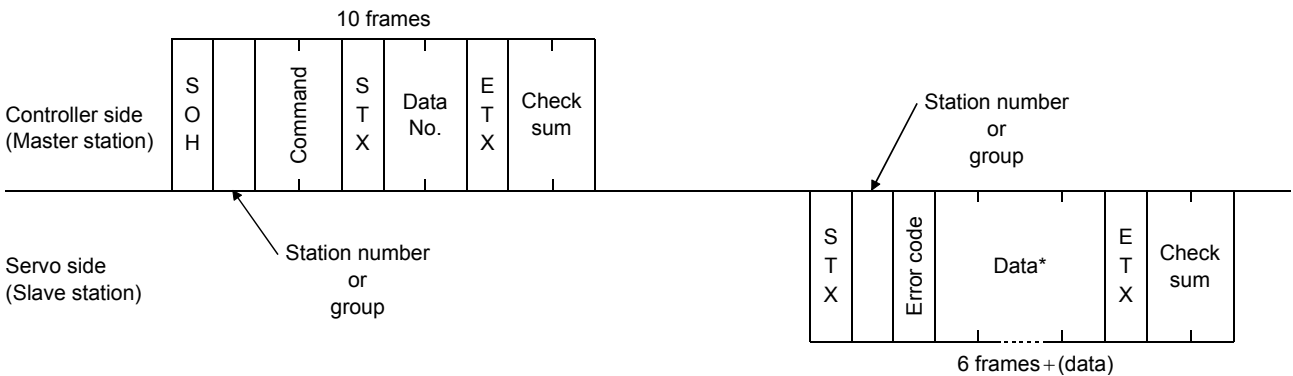 10 frames
Controller side
(Master station)
S
O
H
Command
S
T
X
Data
No.
E
T
X
Check
sum
Station number
or
group
Station number
or
group
Servo side
(Slave station)
S
T
X
Error code
Data*
E
T
X
Check
sum
6 frames+(data)